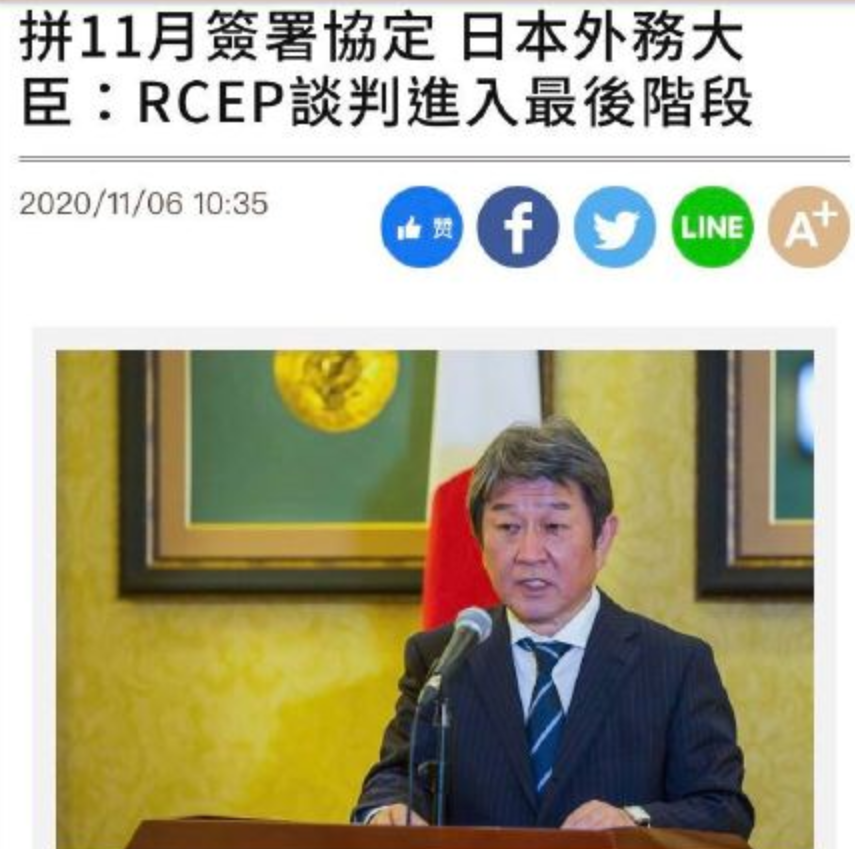 拼11月簽署協定 日本外務大
臣：RCEP談判進入最後階段
2020/11/06 10:35
赞
f
LINE
A+